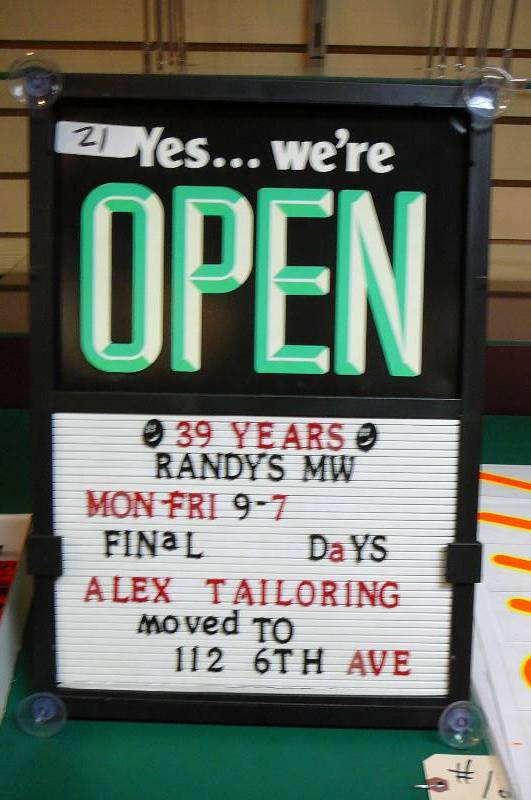 21
Yes... we're
OPEN
39 YEARS
RANDY'S MW
MON-FRI 9-7
FINaL DaYS
ALEX TAILORING
moved TO
112 6TH AVE